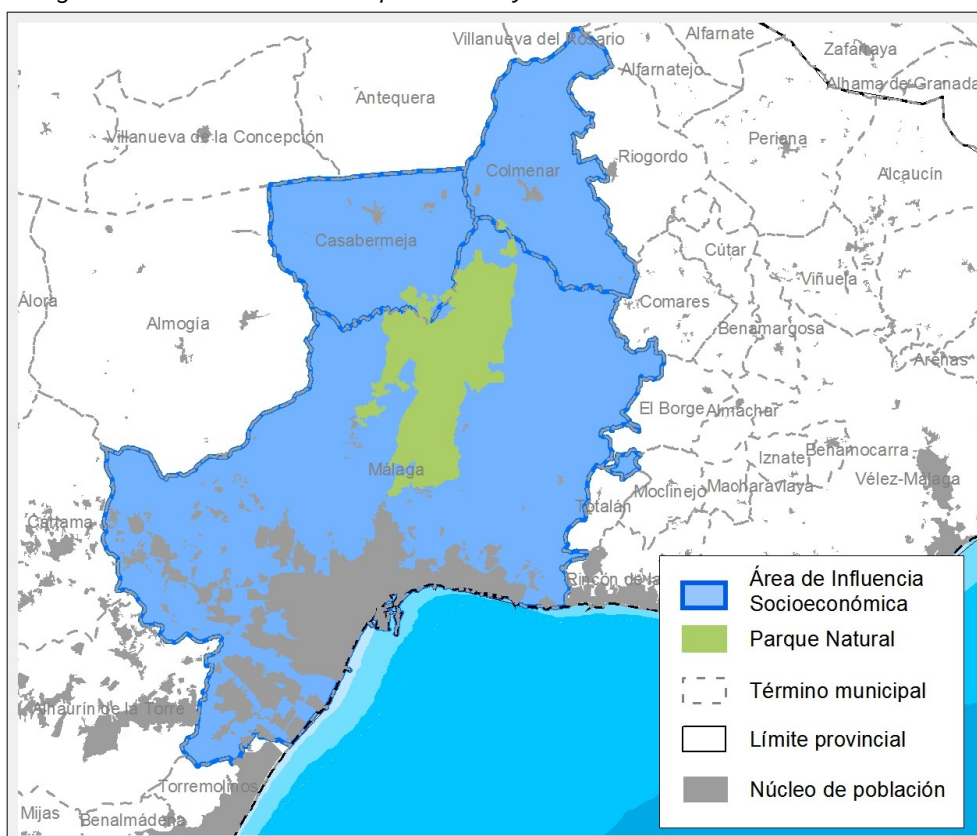 Villanueva del Rosario
Alfarnate
Zafarraya
Alfarnatejo
Alhama de Granada
Antequera
Villanueva de la Concepción
Periana
Riogordo
Colmenar
Alcaucín
Casabermeja
Cútar
Viñuela
Álora
Comares
Almogía
Benamargosa
Arenas
El Borge
Almáchar
Benamocarra
Iznate
Málaga
Vélez-Málaga
Macharaviaya
Moclinejo
Totalán
Cártama
Rincón de la
Alhaurín de la Torre
Torremolinos
Mijas
Benalmádena
Área de Influencia
Socioeconómica
Parque Natural
Término municipal
Límite provincial
Núcleo de población